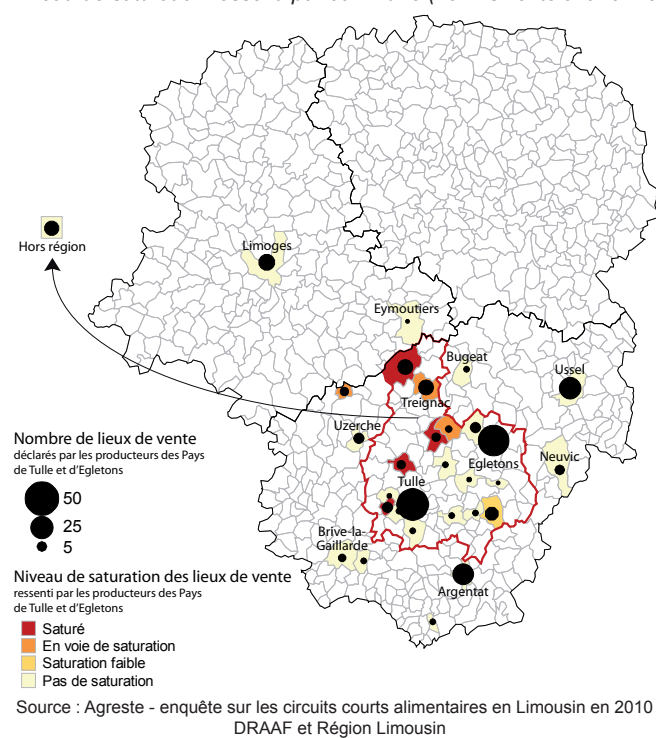 Hors région
Limoges
Eymoutiers
Bugeat
Ussel
Treignac
Uzerche
Egletons
Neuvic
Tulle
Brive-la-
Gaillarde
Argentat
Nombre de lieux de vente
déclarés par les producteurs des Pays
de Tulle et d'Egletons
50
25
5
Niveau de saturation des lieux de vente
ressenti par les producteurs des Pays
de Tulle et d'Egletons
Saturé
En voie de saturation
Saturation faible
Pas de saturation
Source : Agreste - enquête sur les circuits courts alimentaires en Limousin en 2010
DRAAF et Région Limousin